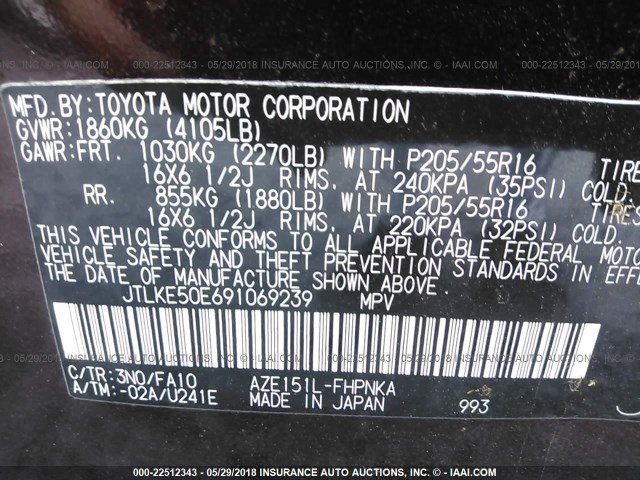 000-22512343 - 05/29/2018 INSURANCE AUTO AUCTIONS, INC. © - IAAI.COM
MFD. BY: TOYOTA MOTOR CORPORATION
GVWR: 1860KG (4105LB)
GAWR: FRT. 1030KG (2270LB) WITH P205/55R16 TIRE
16X6 1/2J RIMS, AT 240KPA (35PSI) COLD.
RR. 855KG (1880LB) WITH P205/55R16 TIRES
16X6 1/2J RIMS, AT 220KPA (32PSI) COLD.
THIS VEHICLE CONFORMS TO ALL APPLICABLE FEDERAL MOTO
VEHICLE SAFETY AND THEFT PREVENTION STANDARDS IN EFFE
THE DATE OF MANUFACTURE SHOWN ABOVE.
JTLKE50E691069239 MPV
C/TR: 3N0/FA10 AZE151L-FHPNKA
A/TM: -02A/U241E MADE IN JAPAN 993
000-22512343 - 05/29/2018 INSURANCE AUTO AUCTIONS, INC. © - IAAI.COM